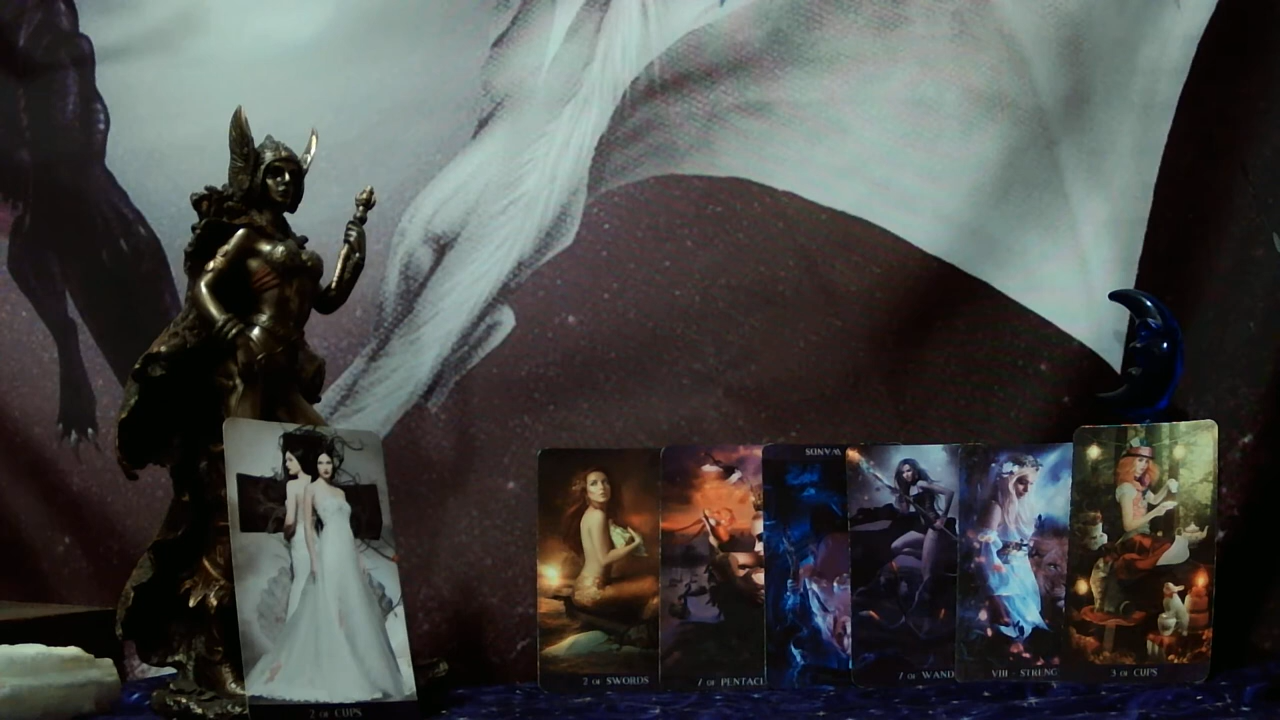 2 OF CUPS
2 OF SWORDS
7 OF PENTACL
WANDS
7 OF WAND
VIII · STRENG
3 OF CUPS